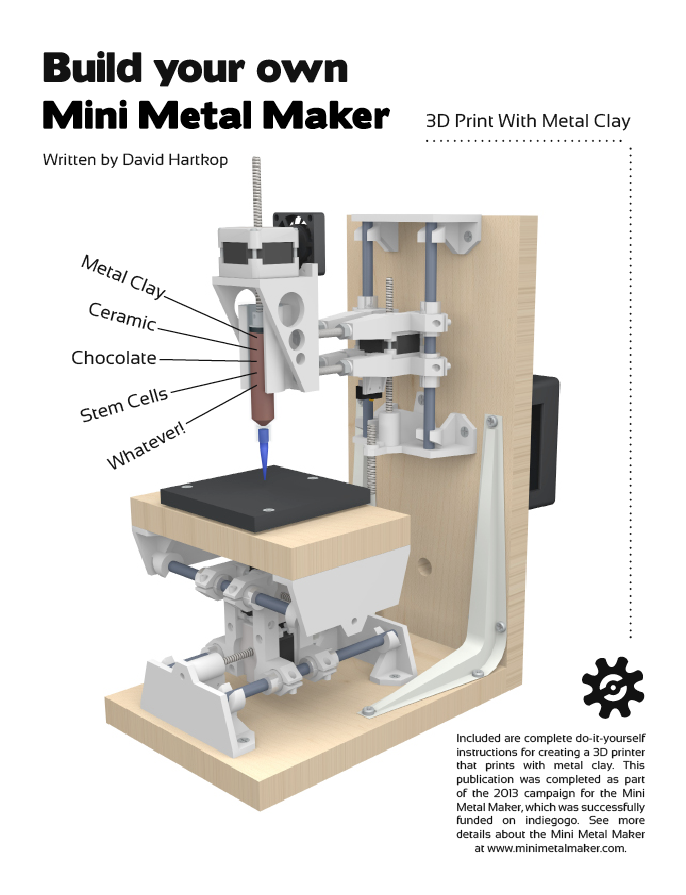 Build your own
Mini Metal Maker
3D Print With Metal Clay
Written by David Hartkop
Metal Clay
Ceramic
Chocolate
Stem Cells
Whatever!
Included are complete do-it-yourself
instructions for creating a 3D printer
that prints with metal clay. This
publication was completed as part
of the 2013 campaign for the Mini
Metal Maker, which was successfully
funded on indiegogo. See more
details about the Mini Metal Maker
at www.minimetalmaker.com.